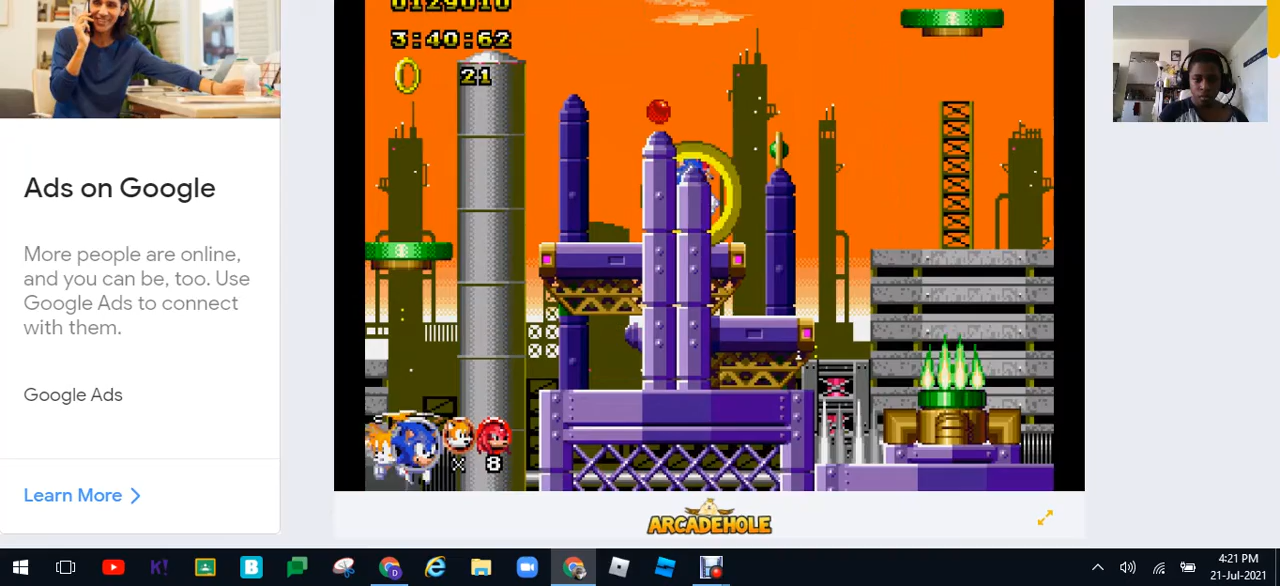 0129010
3:40:62
21
Ads on Google
More people are online,
and you can be, too. Use
Google Ads to connect
with them.
Google Ads
Learn More
× 8
ARCADEHOLE
K!
B
D
4:21 PM
21-Jul-2021